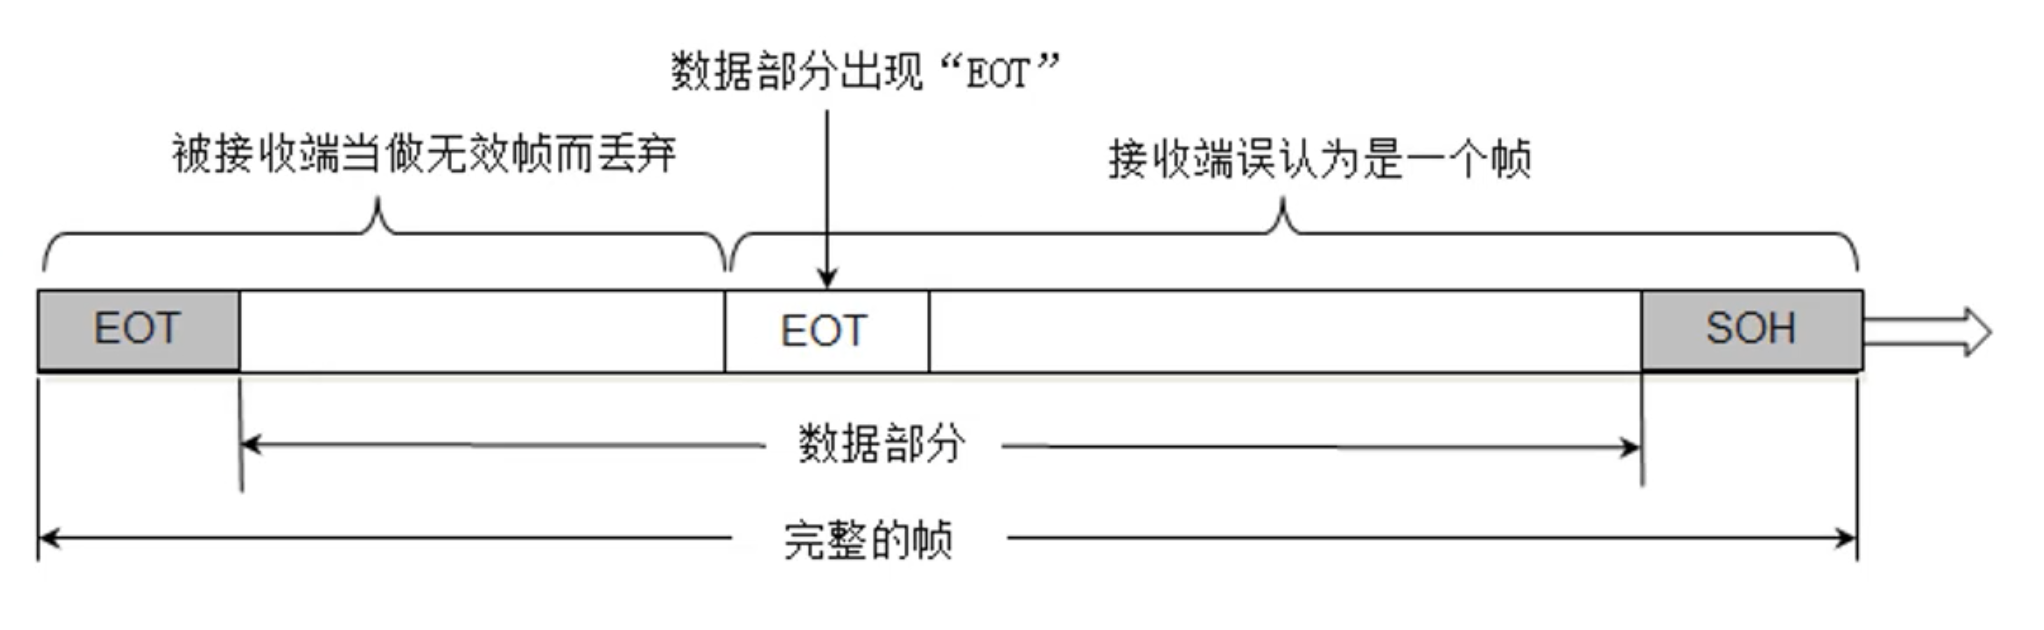 数据部分出现“EOT”
被接收端当做无效帧而丢弃
接收端误认为是一个帧
EOT
EOT
SOH
数据部分
完整的帧